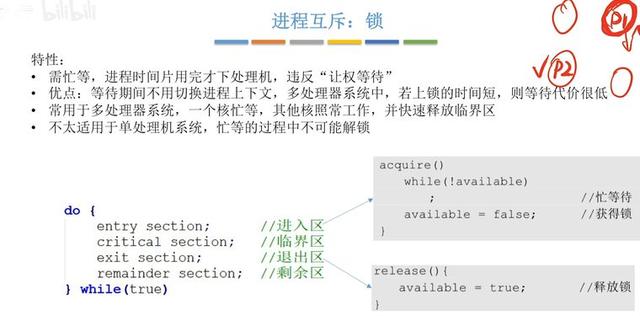 bilibili
进程互斥：锁
P1
P2
特性：
• 需忙等，进程时间片用完才下处理机，违反“让权等待”
• 优点：等待期间不用切换进程上下文，多处理器系统中，若上锁的时间短，则等待代价很低
• 常用于多处理器系统，一个核忙等，其他核照常工作，并快速释放临界区
• 不太适用于单处理机系统，忙等的过程中不可能解锁
acquire()
while(!available)
; //忙等待
available = false; //获得锁
}
do {
entry section; //进入区
critical section; //临界区
exit section; //退出区
remainder section; //剩余区
} while(true)
release(){
available = true; //释放锁
}